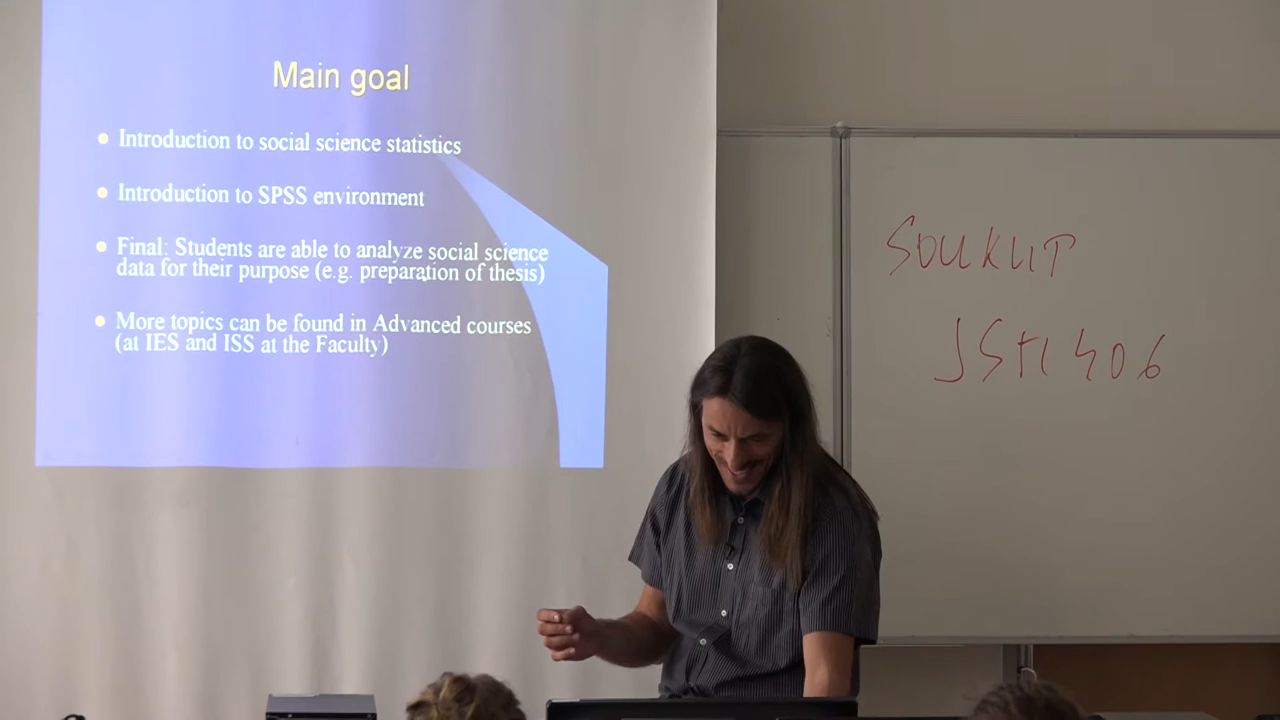 Main goal
Introduction to social science statistics
Introduction to SPSS environment
Final: Students are able to analyze social science
data for their purpose (e.g. preparation of thesis)
More topics can be found in Advanced courses
(at IES and ISS at the Faculty)
SOUKUP